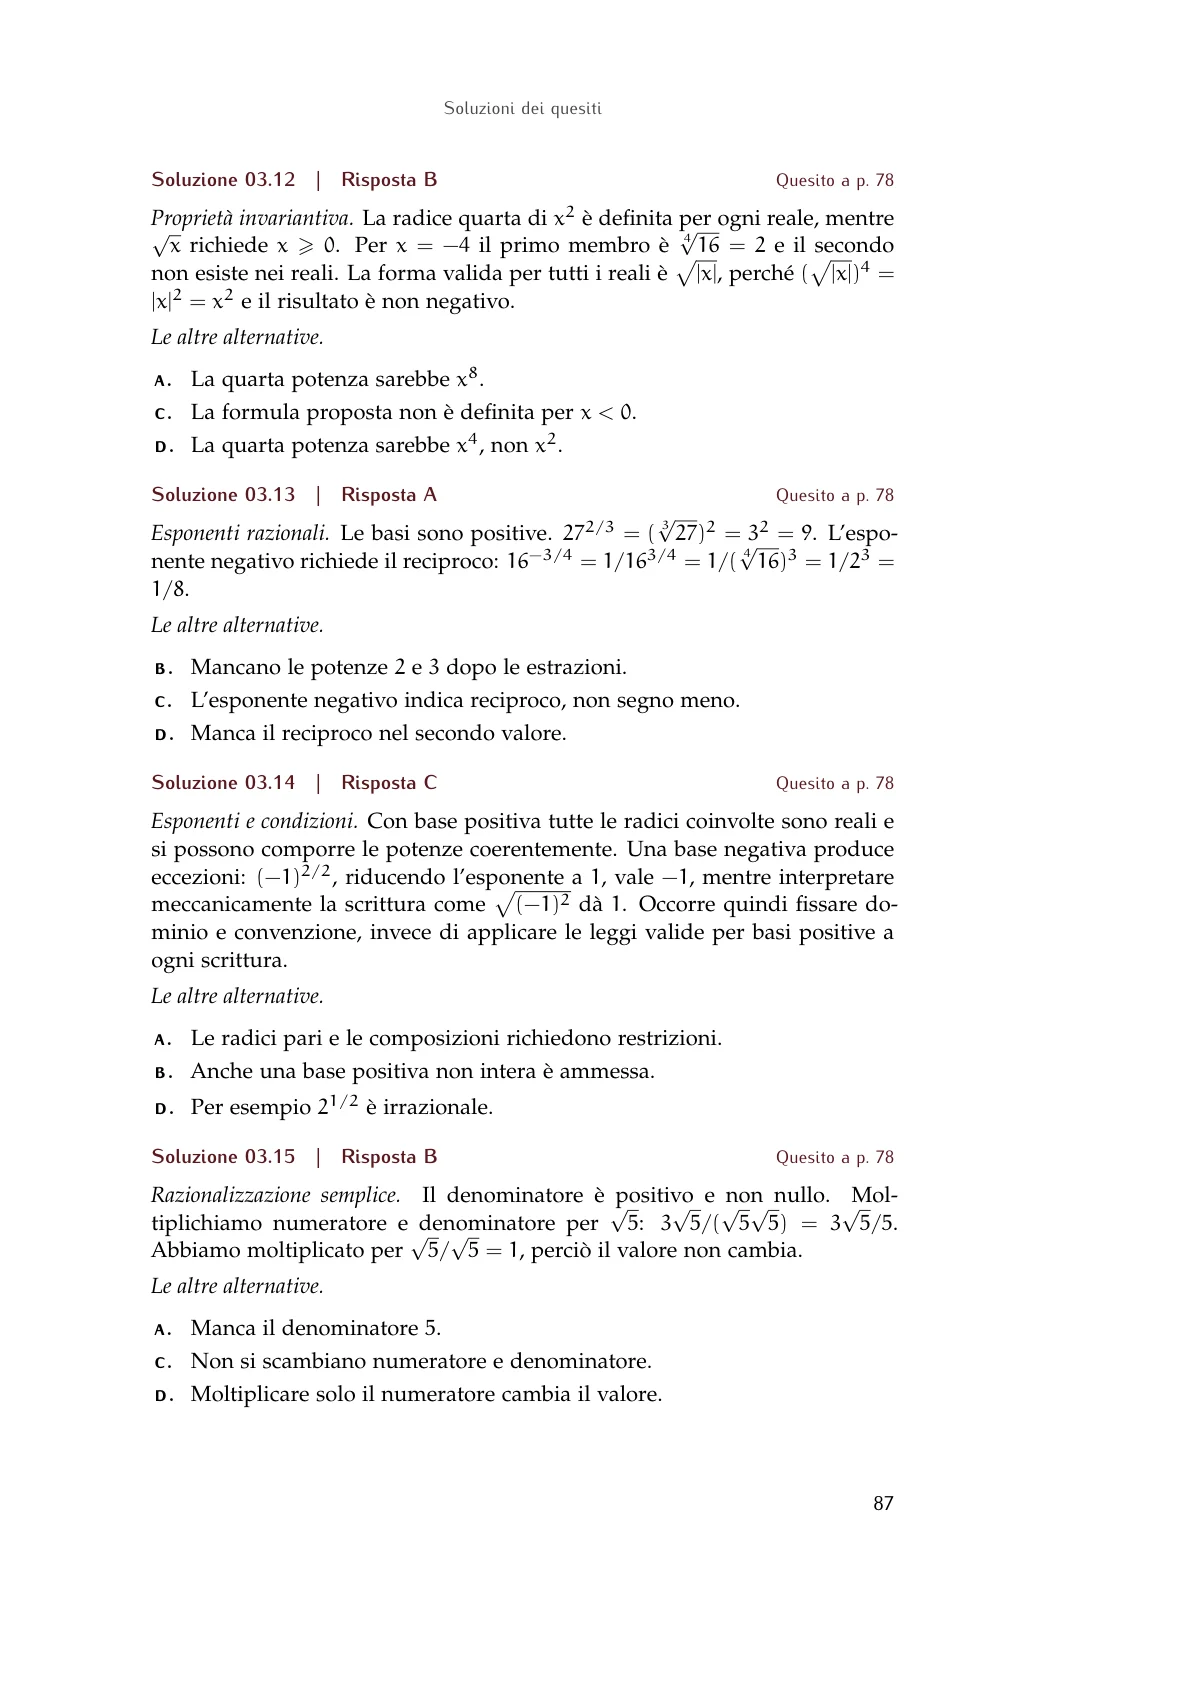 Soluzioni dei quesiti
Soluzione 03.12 | Risposta B Quesito a p. 78
Proprietà invariantiva. La radice quarta di x² è definita per ogni reale, mentre
√x richiede x ⩾ 0. Per x = −4 il primo membro è ∜16 = 2 e il secondo
non esiste nei reali. La forma valida per tutti i reali è √|x|, perché (√|x|)⁴ =
|x|² = x² e il risultato è non negativo.
Le altre alternative.
A. La quarta potenza sarebbe x⁸.
C. La formula proposta non è definita per x < 0.
D. La quarta potenza sarebbe x⁴, non x².
Soluzione 03.13 | Risposta A Quesito a p. 78
Esponenti razionali. Le basi sono positive. 27^{2/3} = (∛27)² = 3² = 9. L'espo-
nente negativo richiede il reciproco: 16^{−3/4} = 1/16^{3/4} = 1/(∜16)³ = 1/2³ =
1/8.
Le altre alternative.
B. Mancano le potenze 2 e 3 dopo le estrazioni.
C. L'esponente negativo indica reciproco, non segno meno.
D. Manca il reciproco nel secondo valore.
Soluzione 03.14 | Risposta C Quesito a p. 78
Esponenti e condizioni. Con base positiva tutte le radici coinvolte sono reali e
si possono comporre le potenze coerentemente. Una base negativa produce
eccezioni: (−1)^{2/2}, riducendo l'esponente a 1, vale −1, mentre interpretare
meccanicamente la scrittura come √(−1)² dà 1. Occorre quindi fissare do-
minio e convenzione, invece di applicare le leggi valide per basi positive a
ogni scrittura.
Le altre alternative.
A. Le radici pari e le composizioni richiedono restrizioni.
B. Anche una base positiva non intera è ammessa.
D. Per esempio 2^{1/2} è irrazionale.
Soluzione 03.15 | Risposta B Quesito a p. 78
Razionalizzazione semplice. Il denominatore è positivo e non nullo. Mol-
tiplichiamo numeratore e denominatore per √5: 3√5/(√5√5) = 3√5/5.
Abbiamo moltiplicato per √5/√5 = 1, perciò il valore non cambia.
Le altre alternative.
A. Manca il denominatore 5.
C. Non si scambiano numeratore e denominatore.
D. Moltiplicare solo il numeratore cambia il valore.
87